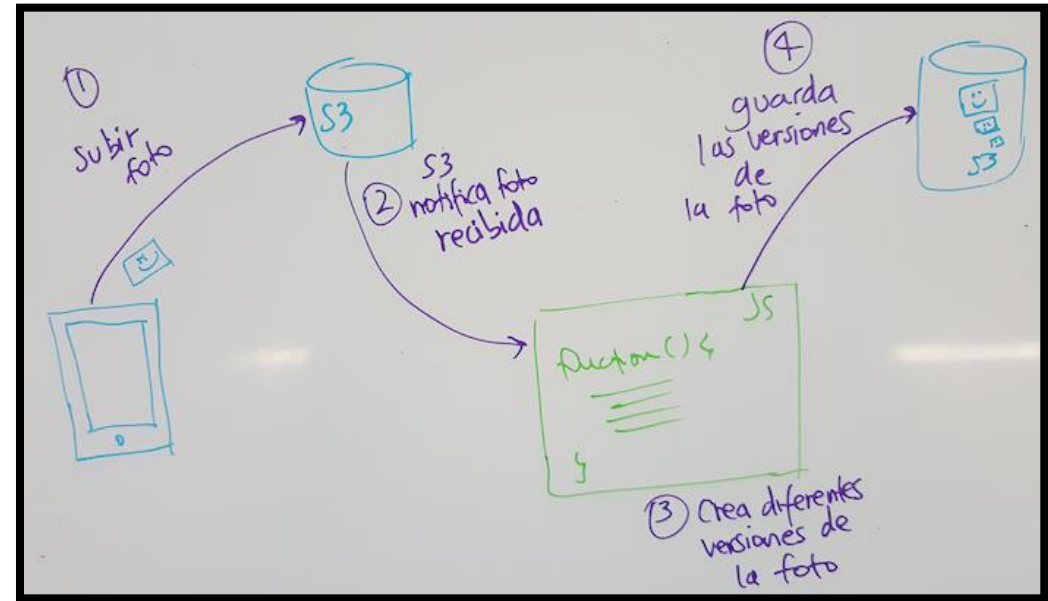 ①
subir
foto
S3
②
S3
notifica foto
recibida
④
guarda
las versiones
de
la foto
S3
JS
function() {
}
③
Crea diferentes
versiones de
la foto